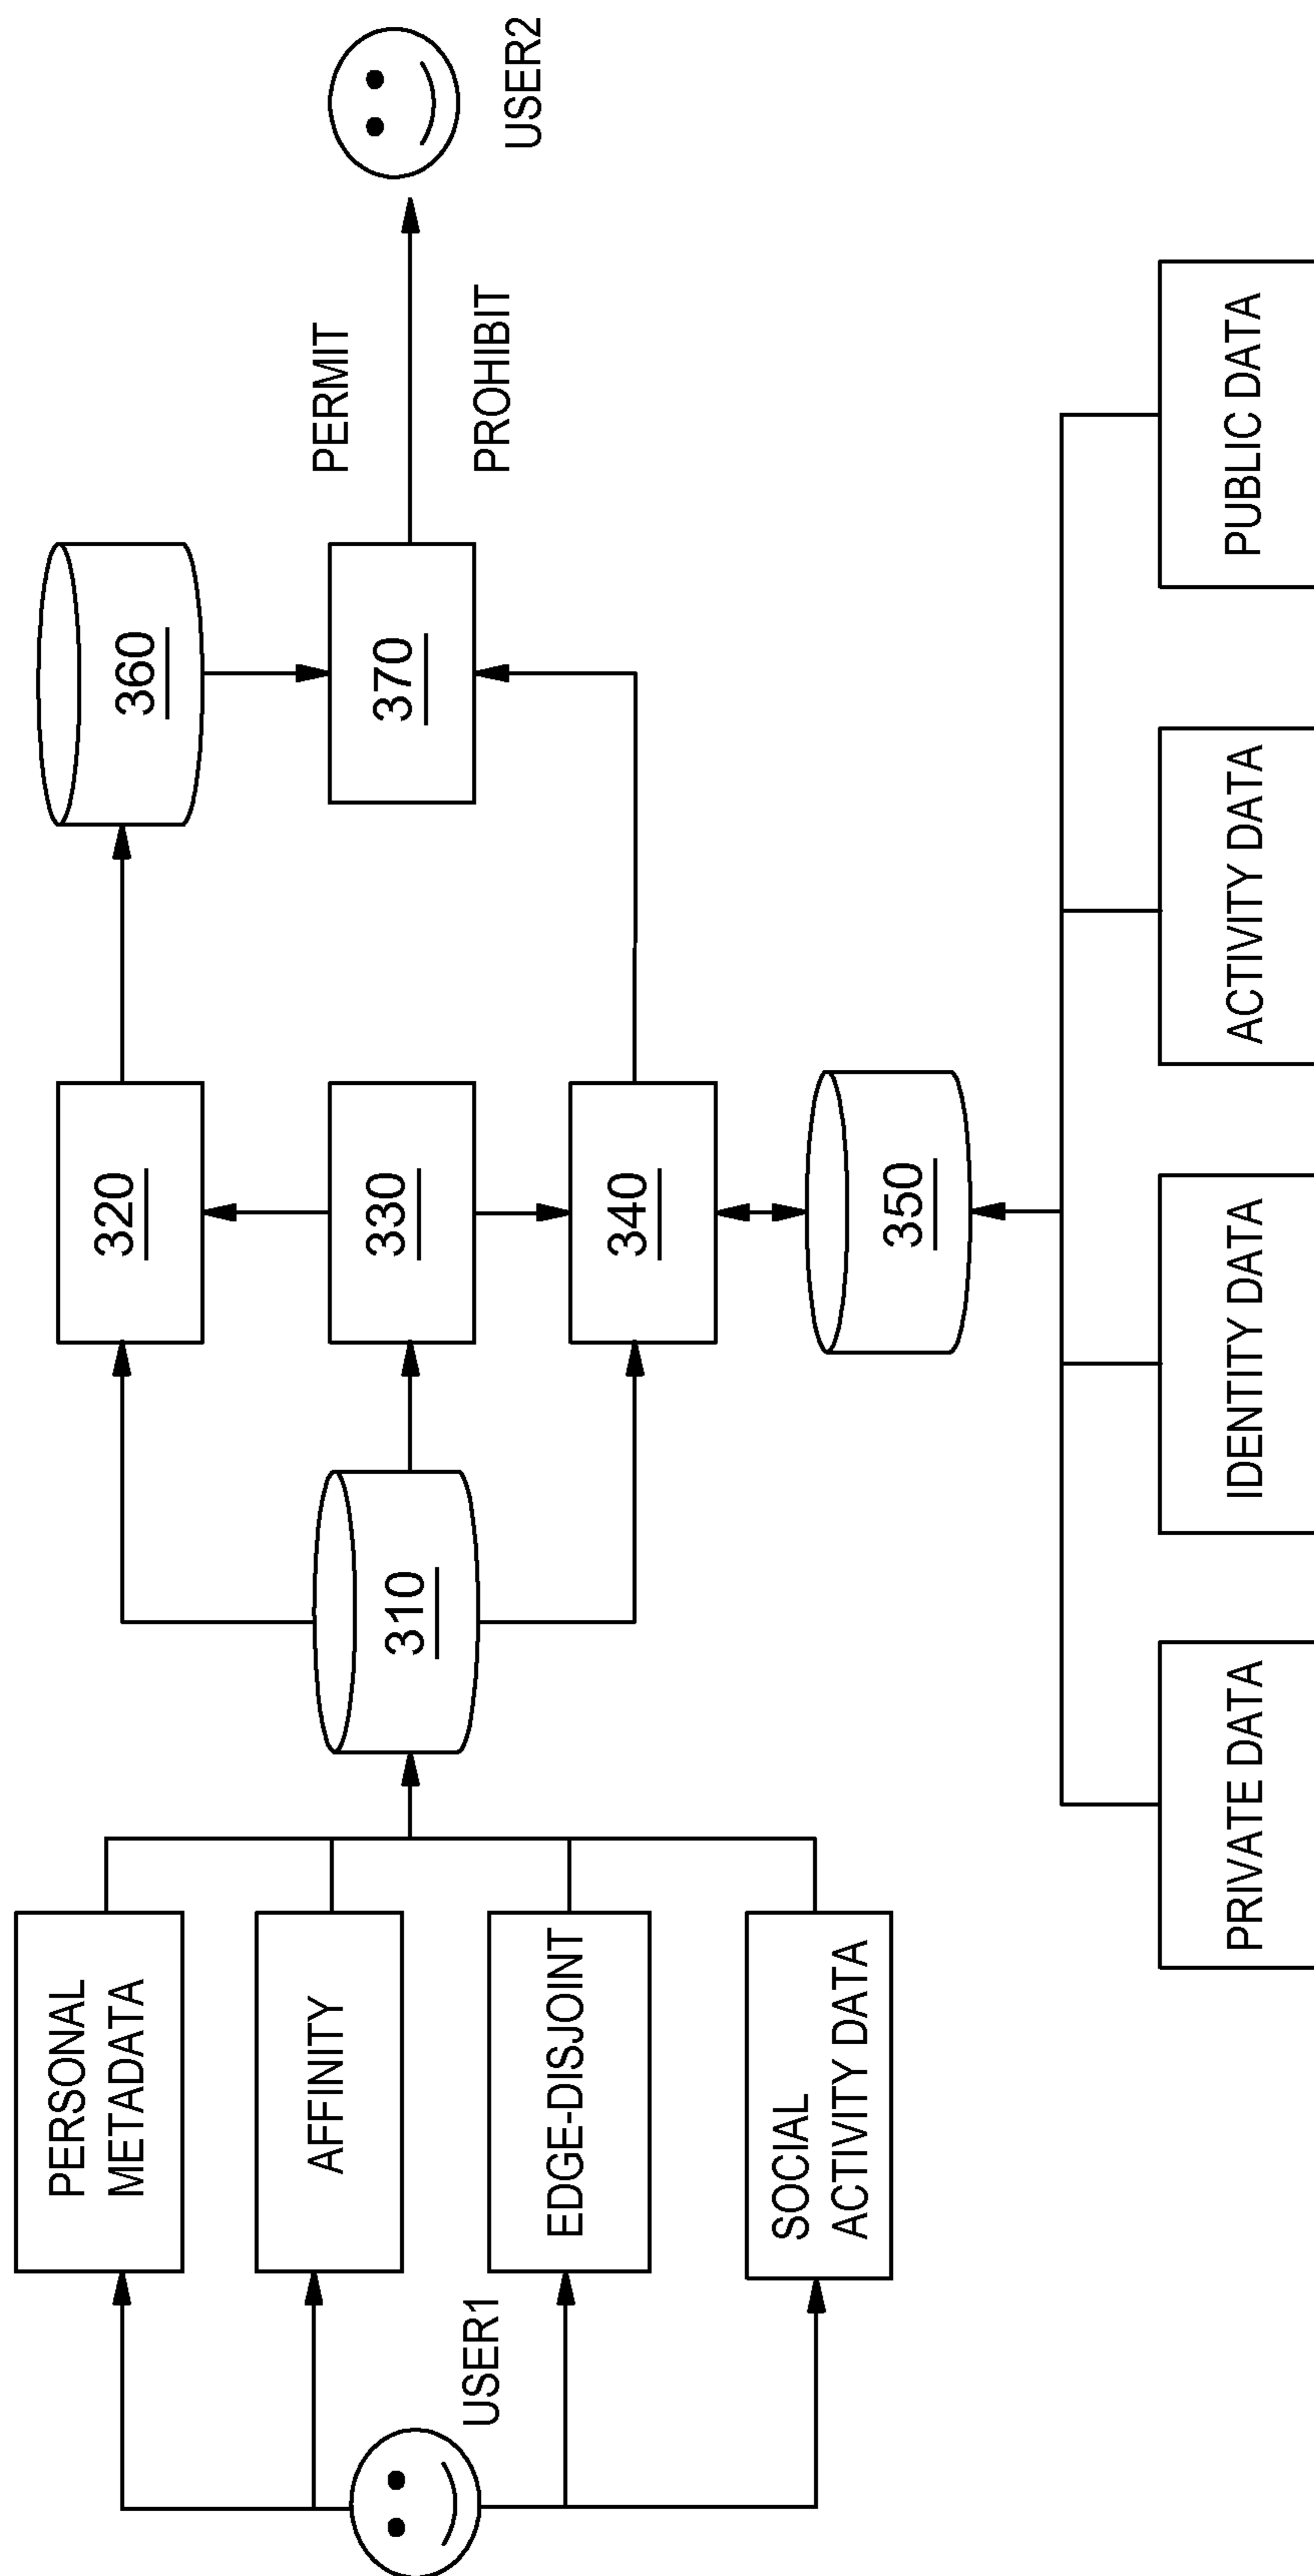 PERSONAL
METADATA
AFFINITY
EDGE-DISJOINT
SOCIAL
ACTIVITY DATA
USER1
310
320
330
340
350
360
370
PERMIT
PROHIBIT
USER2
PRIVATE DATA
IDENTITY DATA
ACTIVITY DATA
PUBLIC DATA